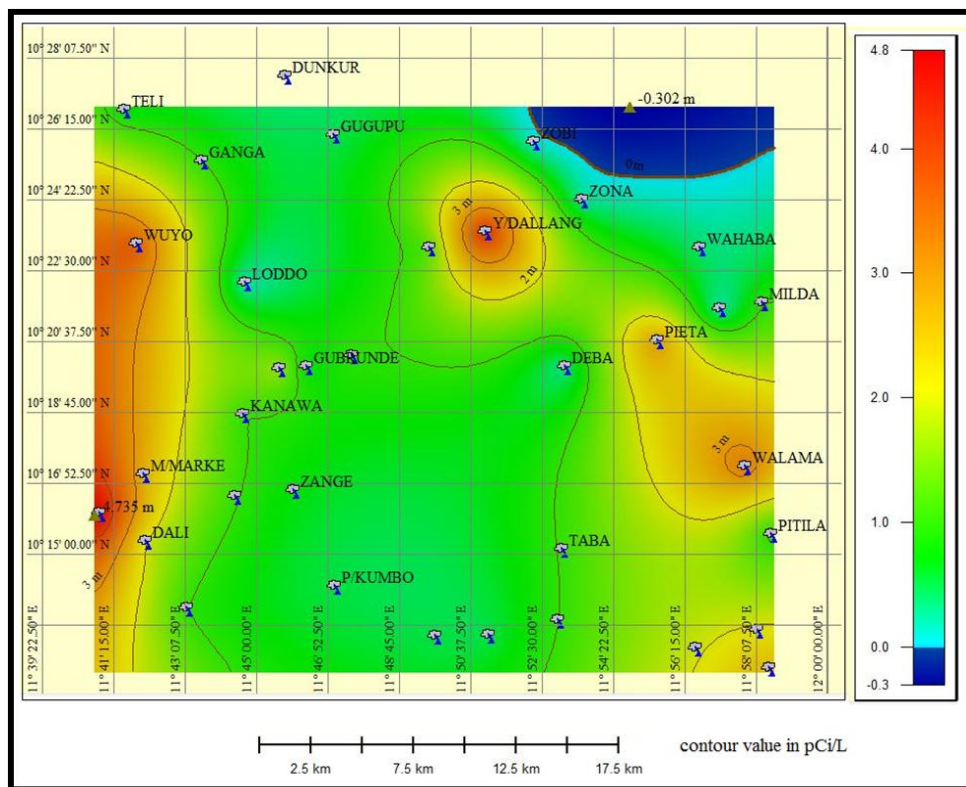 10° 28' 07.50" N
DUNKUR
4.8
TELI
-0.302 m
10° 26' 15.00" N
GUGUPU
ZOBI
4.0
GANGA
0m
10° 24' 22.50" N
ZONA
3 m
Y/DALLANG
WUYO
WAHABA
3.0
10° 22' 30.00" N
LODDO
2 m
MILDA
10° 20' 37.50" N
PIETA
GUBRUNDE
DEBA
2.0
10° 18' 45.00" N
KANAWA
3 m
WALAMA
M/MARKE
10° 16' 52.50" N
ZANGE
4.735 m
PITILA
1.0
DALI
10° 15' 00.00" N
TABA
3 m
P/KUMBO
0.0
-0.3
11° 39' 22.50" E
11° 41' 15.00" E
11° 43' 07.50" E
11° 45' 00.00" E
11° 46' 52.50" E
11° 48' 45.00" E
11° 50' 37.50" E
11° 52' 30.00" E
11° 54' 22.50" E
11° 56' 15.00" E
11° 58' 07.50" E
12° 00' 00.00" E
contour value in pCi/L
2.5 km
7.5 km
12.5 km
17.5 km